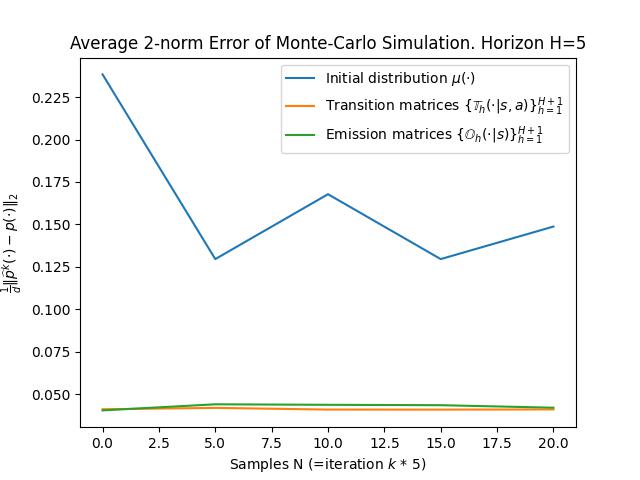 Average 2-norm Error of Monte-Carlo Simulation. Horizon H=5
Initial distribution μ(·)
Transition matrices {𝕋ₕ(·|s, a)}ₕ₌₁ᴴ⁺¹
Emission matrices {𝕆ₕ(·|s)}ₕ₌₁ᴴ⁺¹
0.225
0.200
0.175
0.150
0.125
0.100
0.075
0.050
1/d ‖p̂ᵏ(·) − p(·)‖₂
0.0 2.5 5.0 7.5 10.0 12.5 15.0 17.5 20.0
Samples N (=iteration k * 5)